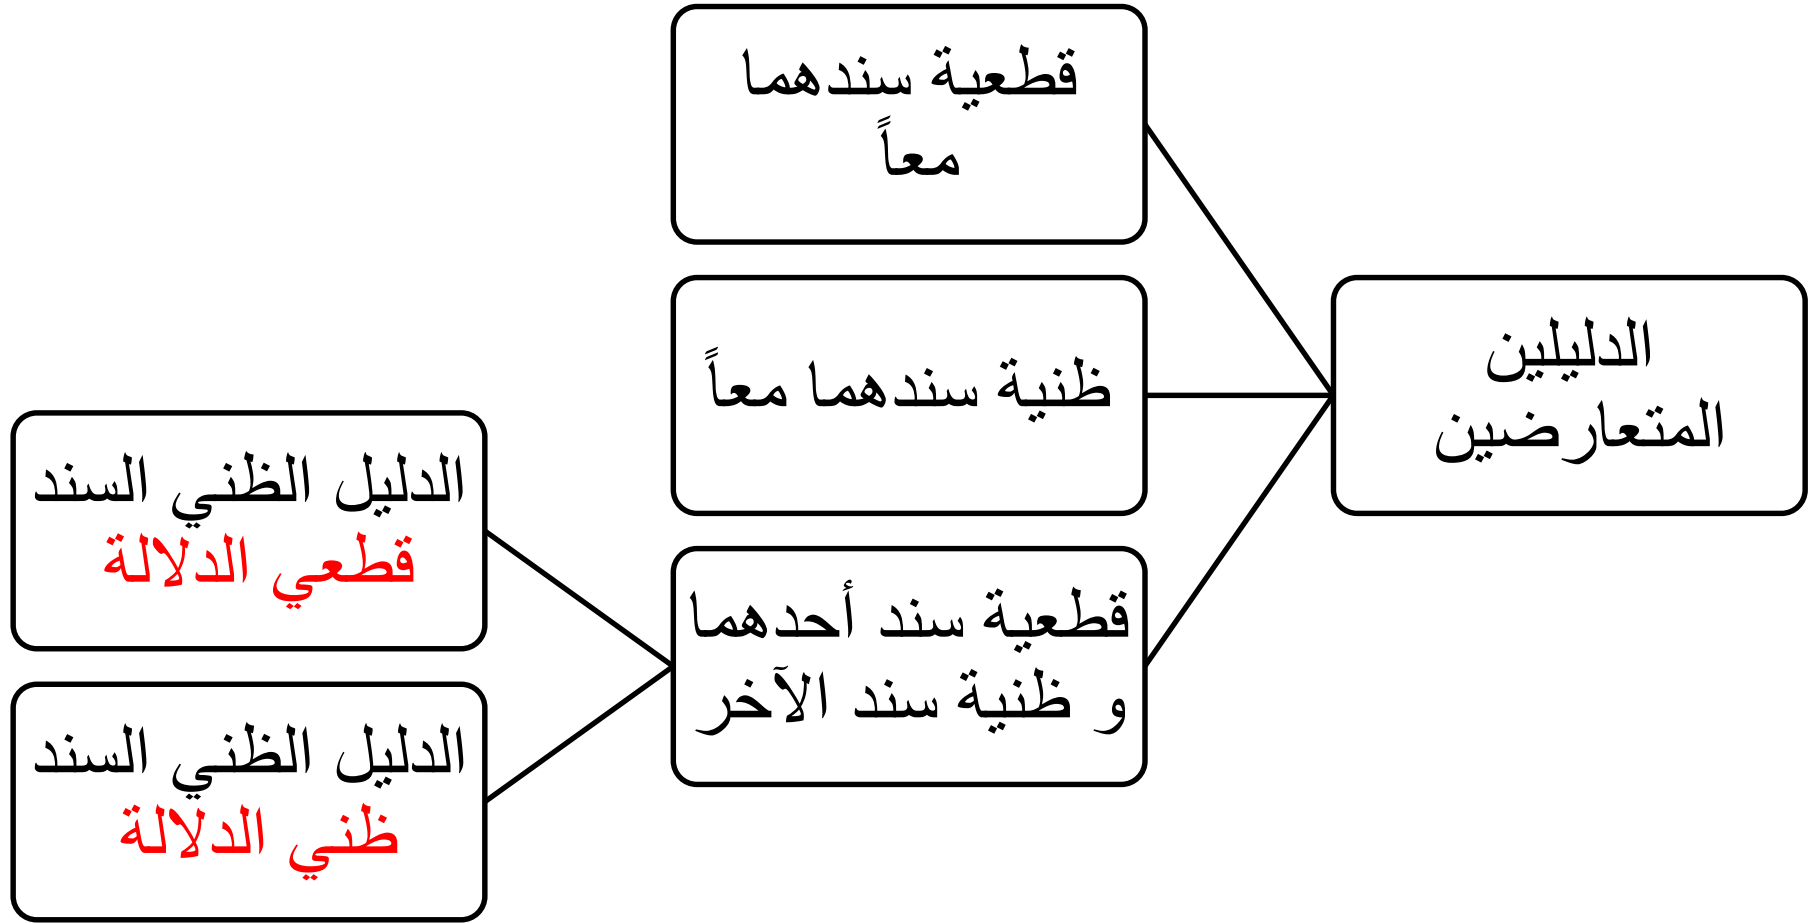 الدليلين
المتعارضين
قطعية سندهما
معاً
ظنية سندهما معاً
قطعية سند أحدهما
و ظنية سند الآخر
الدليل الظني السند
قطعي الدلالة
الدليل الظني السند
ظني الدلالة